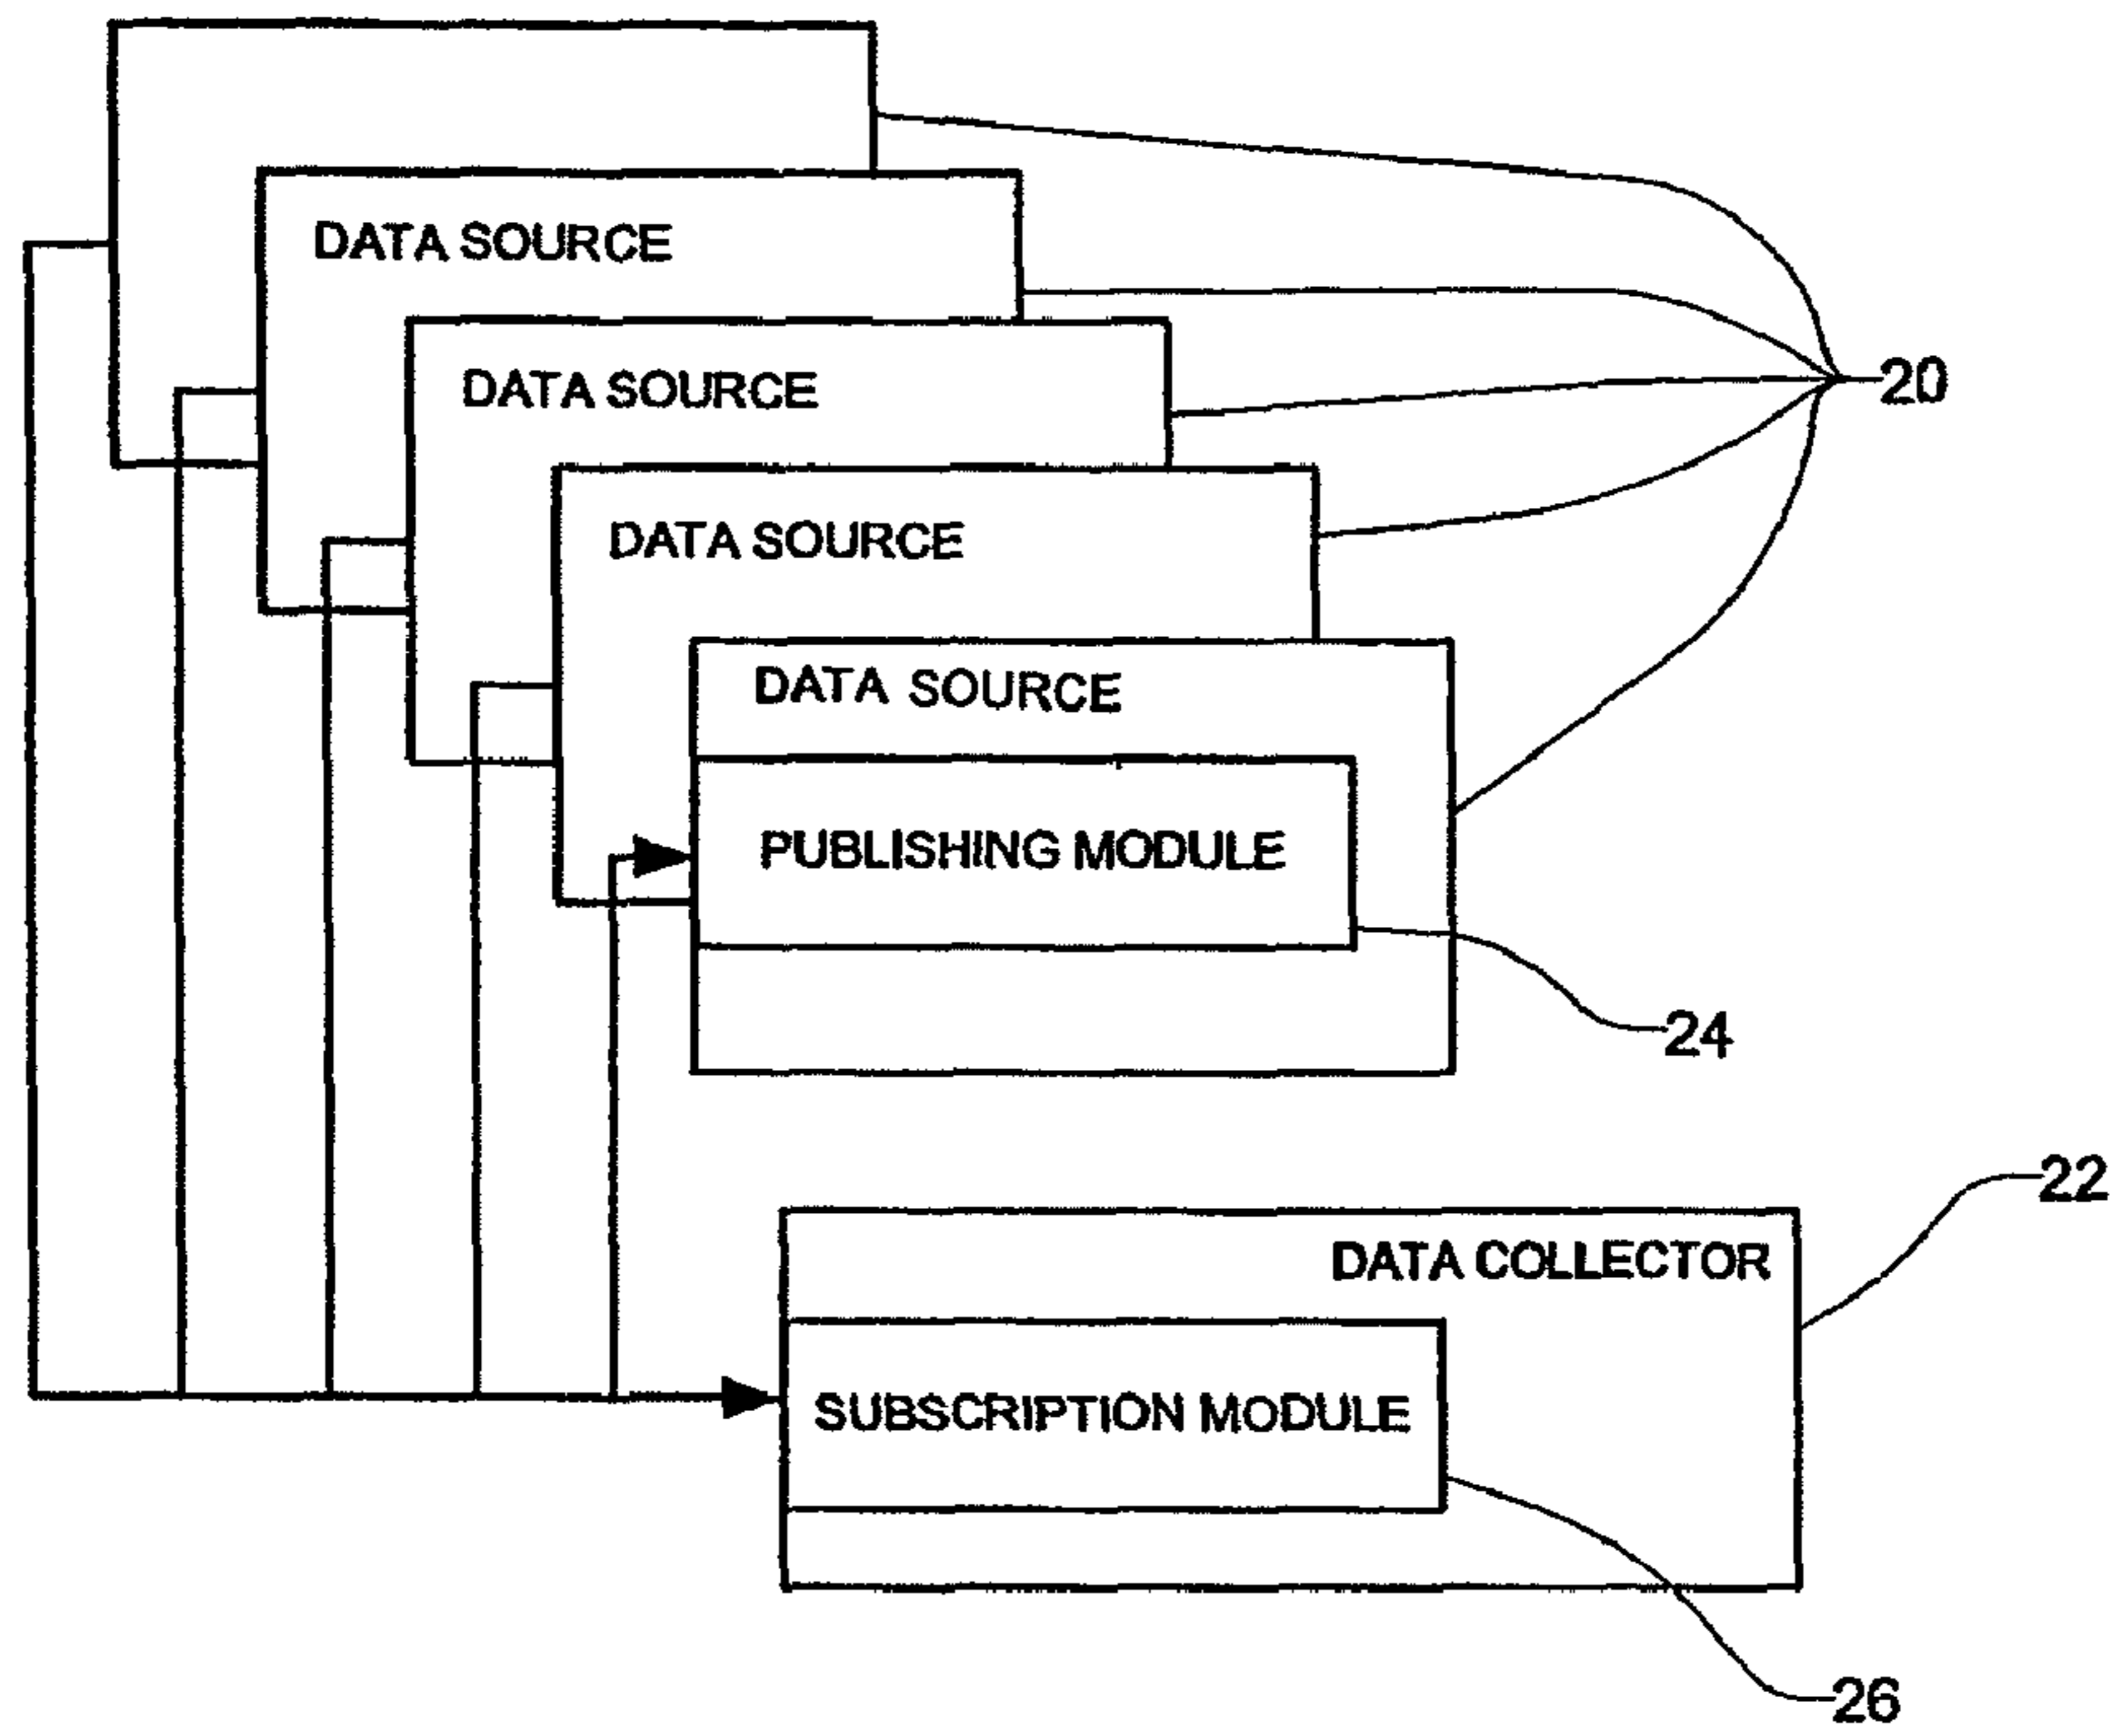 DATA SOURCE
DATA SOURCE
20
DATA SOURCE
DATA SOURCE
PUBLISHING MODULE
24
22
DATA COLLECTOR
SUBSCRIPTION MODULE
26